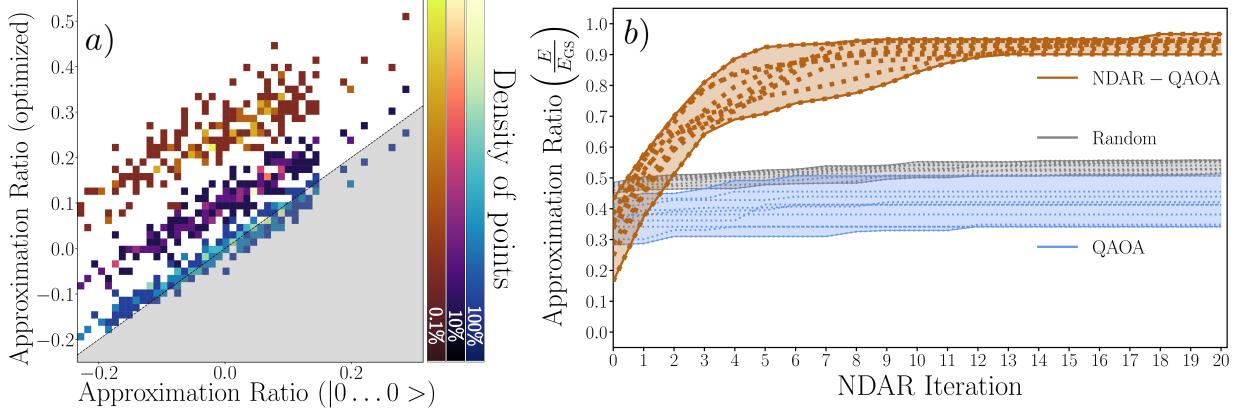 a)
Approximation Ratio (optimized)
0.5
0.4
0.3
0.2
0.1
0.0
−0.1
−0.2
−0.2
0.0
0.2
Approximation Ratio (|0 . . . 0 >)
0.1%
10%
100%
Density of points
b)
Approximation Ratio (E/E_GS)
1.0
0.9
0.8
0.7
0.6
0.5
0.4
0.3
0.2
0.1
0.0
NDAR − QAOA
Random
QAOA
0 1 2 3 4 5 6 7 8 9 10 11 12 13 14 15 16 17 18 19 20
NDAR Iteration